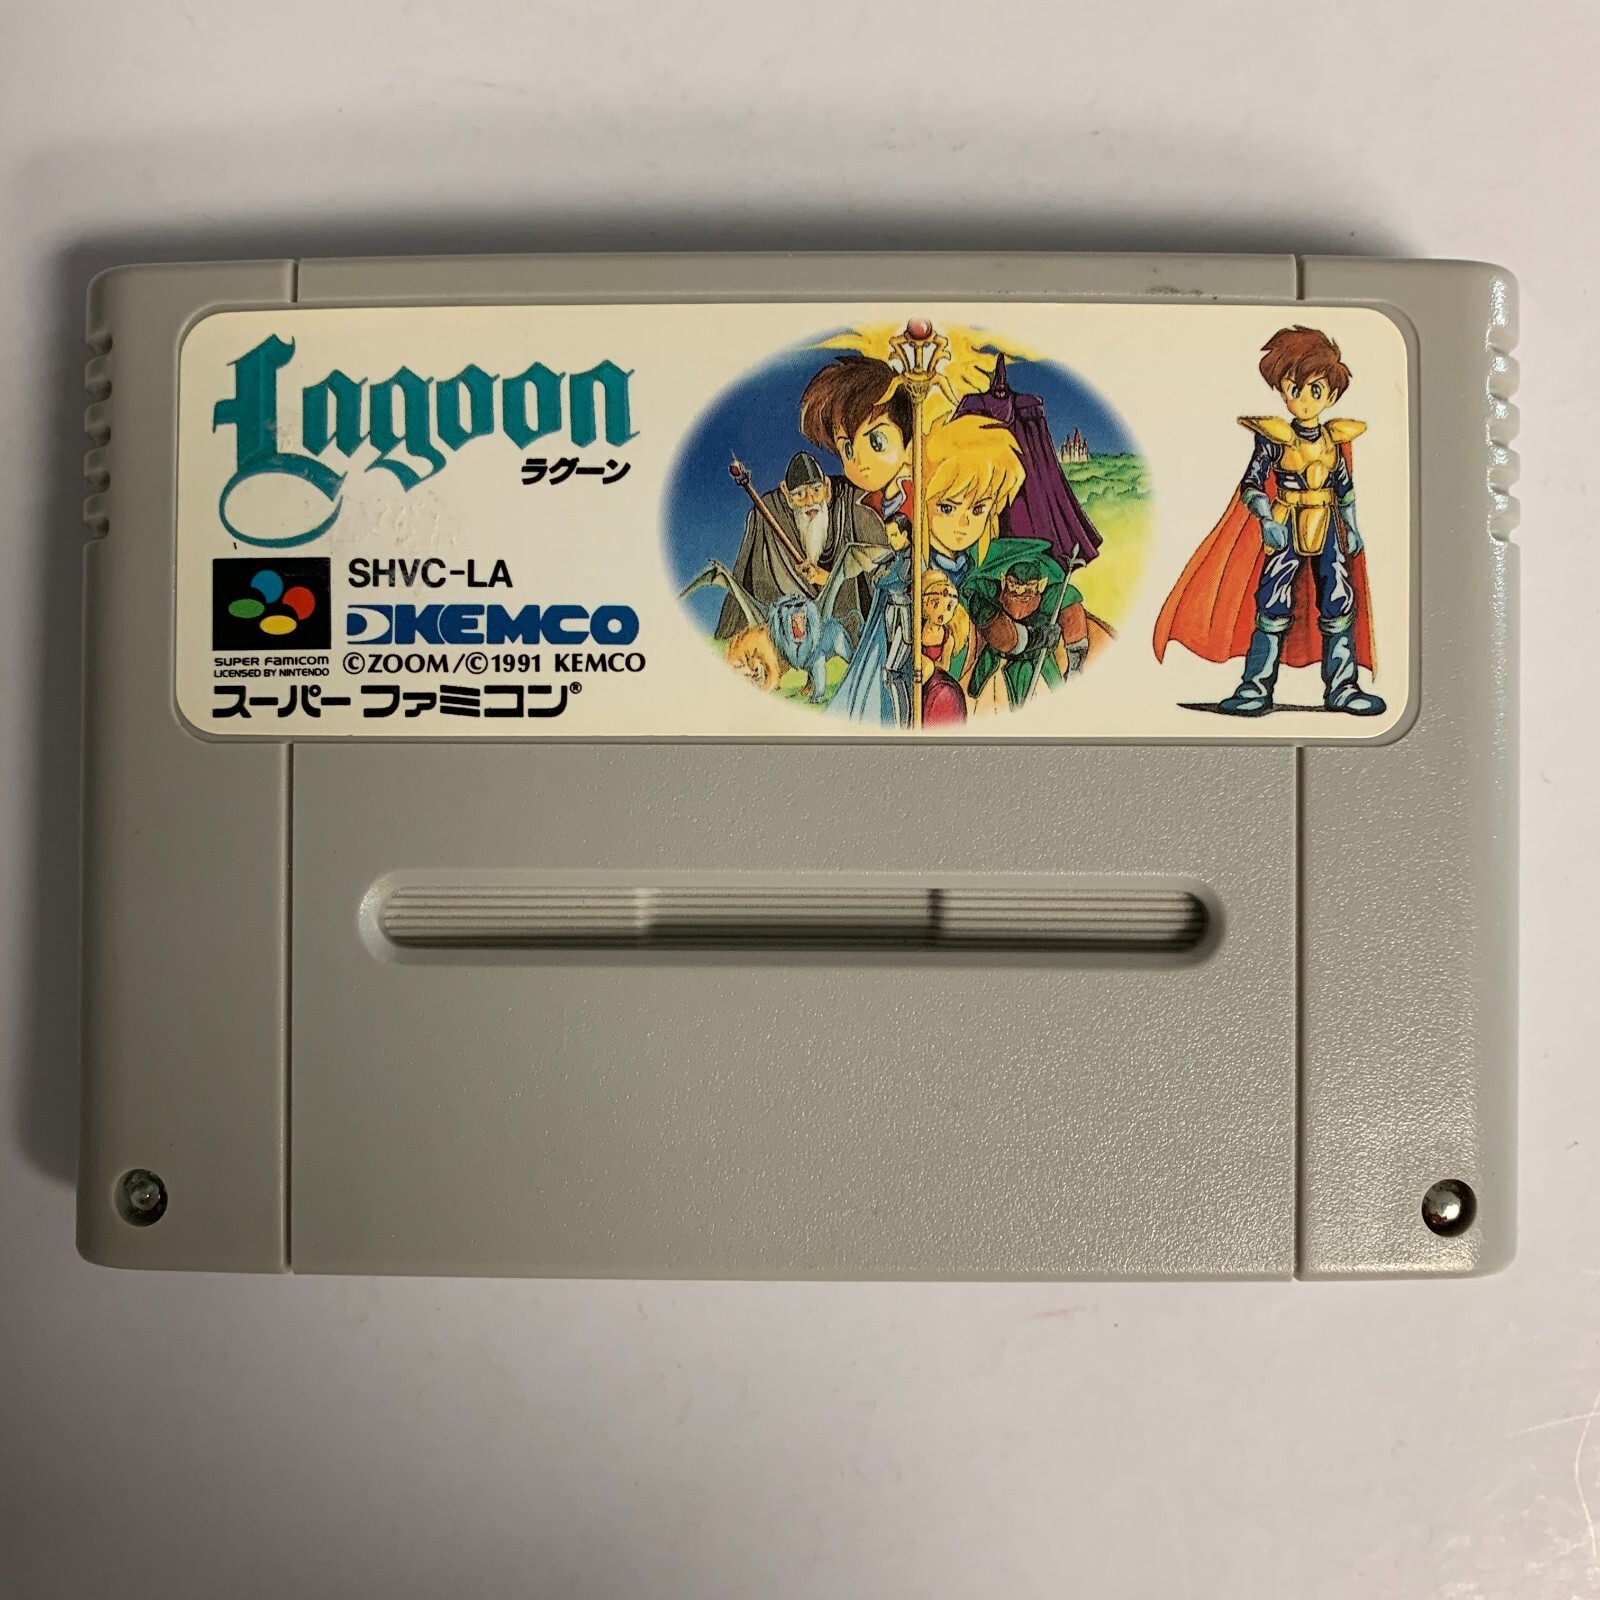 Lagoon
ラグーン
SHVC-LA
KEMCO
SUPER FAMICOM
LICENSED BY NINTENDO
©ZOOM/©1991 KEMCO
スーパーファミコン®